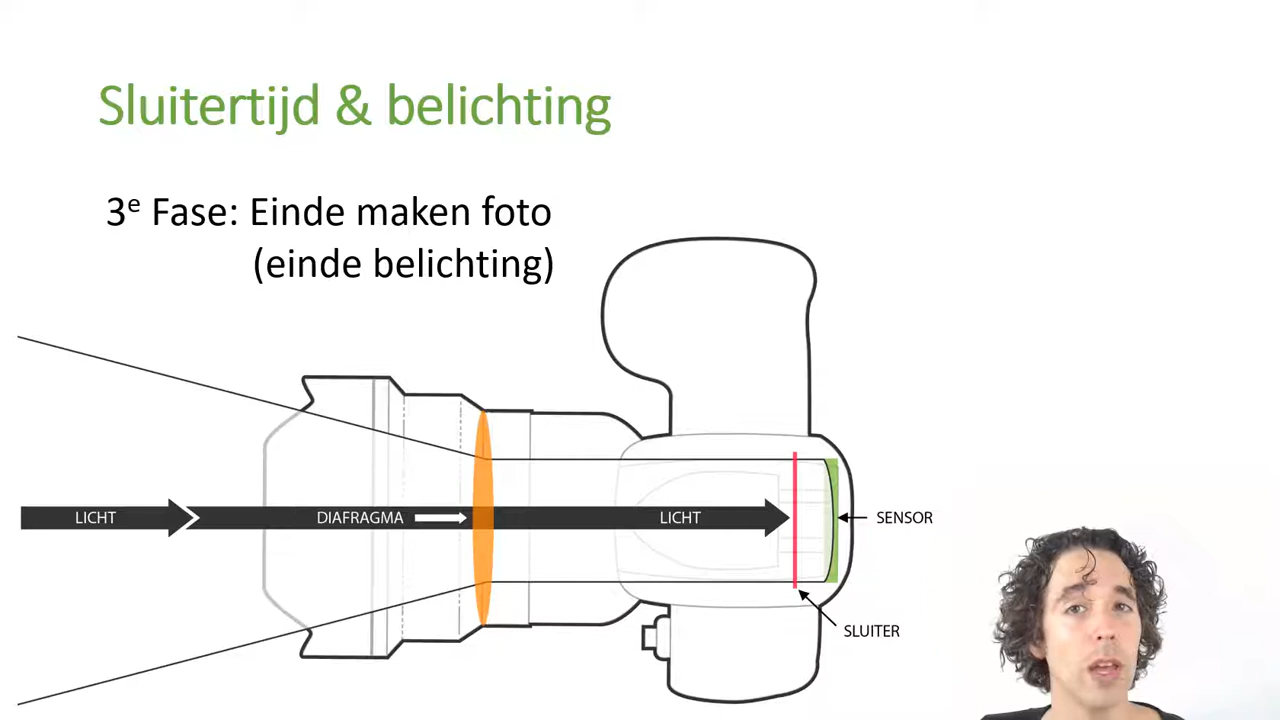 Sluitertijd & belichting
3e Fase: Einde maken foto
(einde belichting)
LICHT
DIAFRAGMA
LICHT
SENSOR
SLUITER